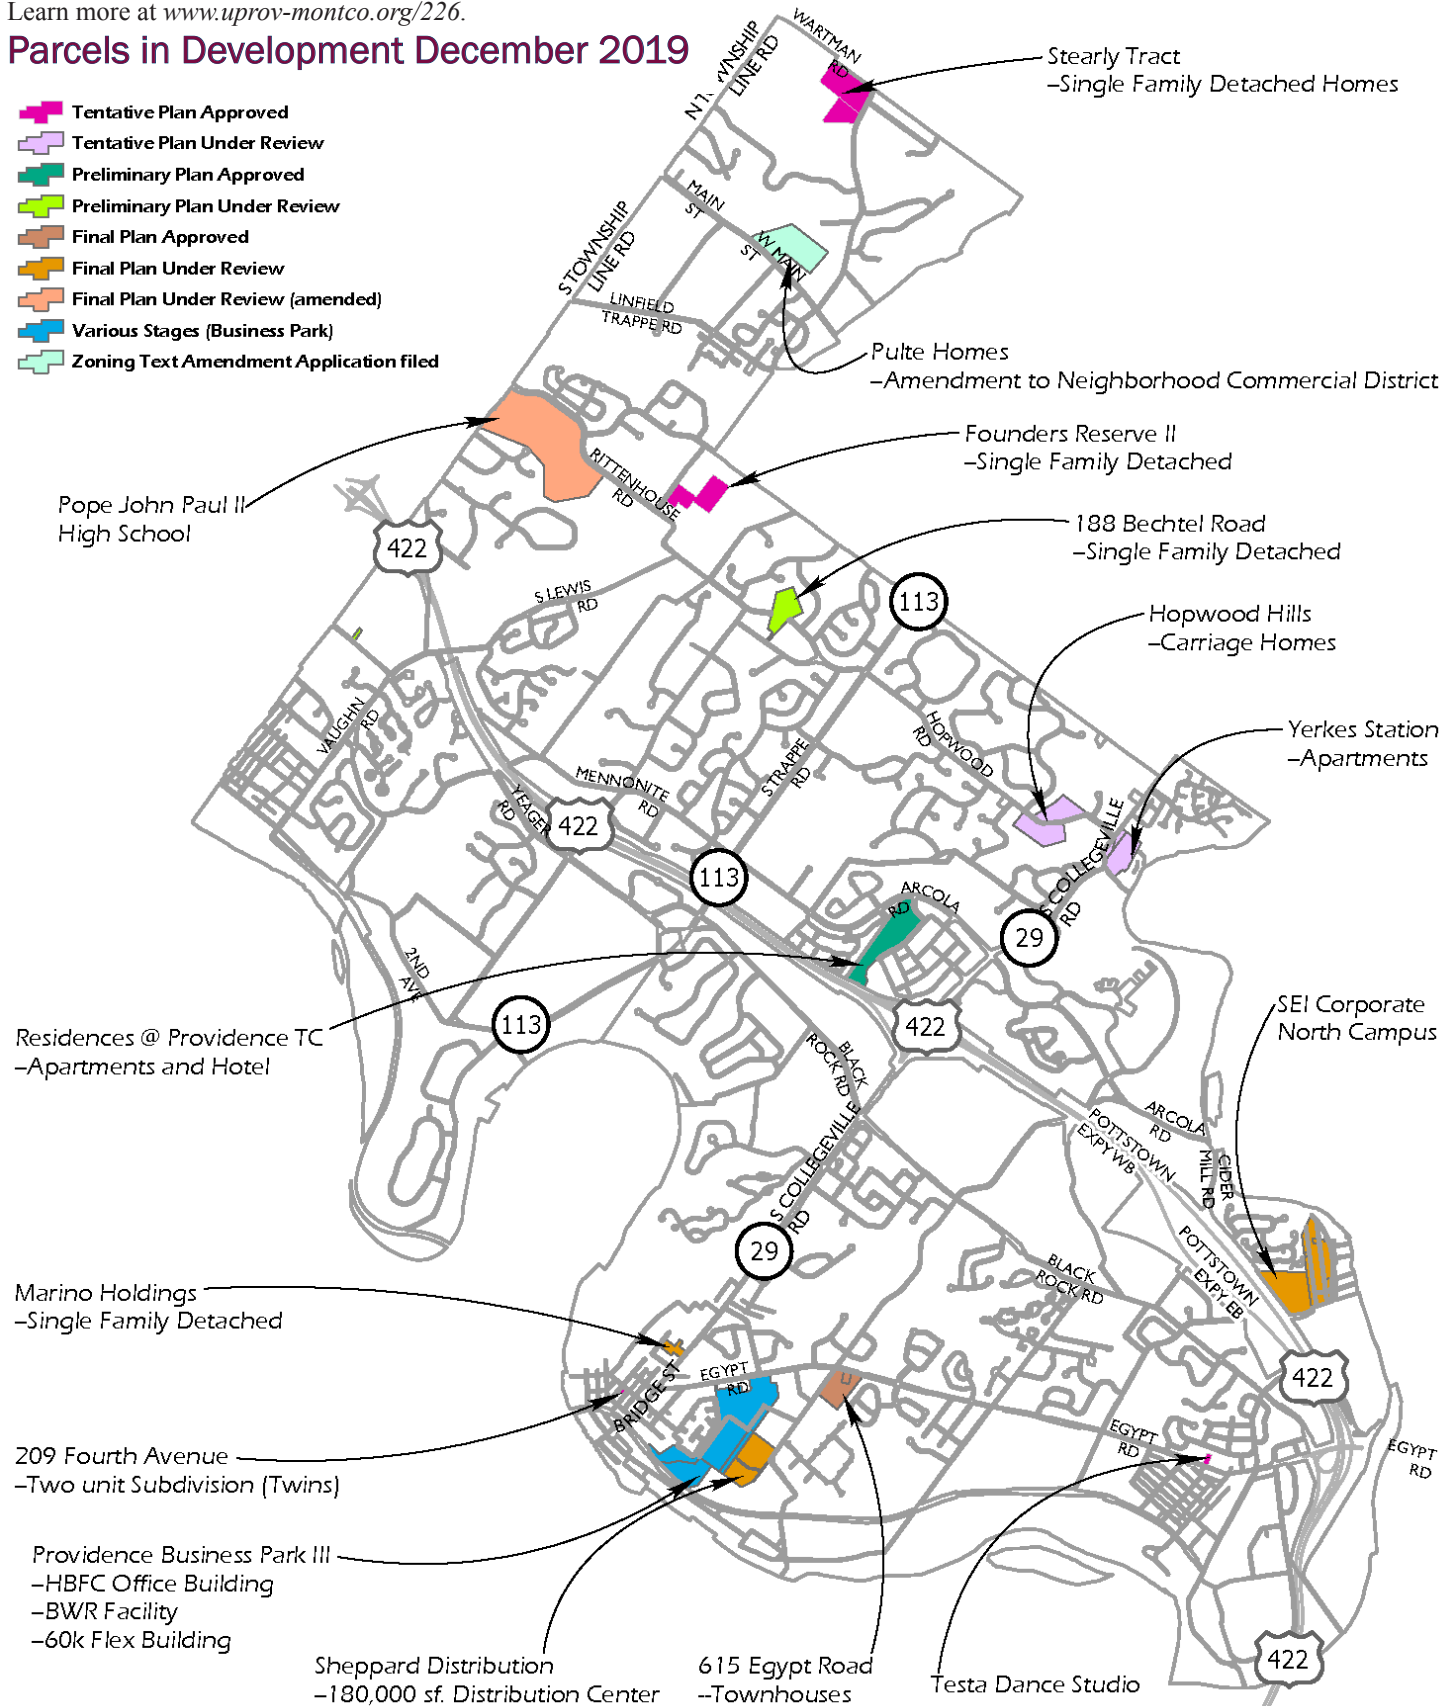 Learn more at www.uprov-montco.org/226.
Parcels in Development December 2019
Tentative Plan Approved
Tentative Plan Under Review
Preliminary Plan Approved
Preliminary Plan Under Review
Final Plan Approved
Final Plan Under Review
Final Plan Under Review (amended)
Various Stages (Business Park)
Zoning Text Amendment Application filed
WARTMAN
RD
LINE RD
Stearly Tract
–Single Family Detached Homes
MAIN
ST
W MAIN
ST
S TOWNSHIP
LINE RD
LINFIELD
TRAPPE RD
Pulte Homes
–Amendment to Neighborhood Commercial District
Founders Reserve II
–Single Family Detached
RITTENHOUSE
RD
Pope John Paul II
High School
422
188 Bechtel Road
–Single Family Detached
S LEWIS
RD
113
Hopwood Hills
–Carriage Homes
VAUGHN
RD
HOPWOOD
RD
Yerkes Station
–Apartments
STRAPPE
RD
MENNONITE
RD
YEAGER
RD
422
113
S COLLEGEVILLE
RD
ARCOLA
RD
29
2ND
AVE
113
422
SEI Corporate
North Campus
Residences @ Providence TC
–Apartments and Hotel
BLACK
ROCK RD
ARCOLA
RD
POTTSTOWN
EXPY WB
CIDER
MILL RD
S COLLEGEVILLE
RD
29
POTTSTOWN
EXPY EB
BLACK
ROCK RD
Marino Holdings
–Single Family Detached
EGYPT
RD
BRIDGE ST
422
EGYPT
RD
EGYPT
RD
209 Fourth Avenue
–Two unit Subdivision (Twins)
Providence Business Park III
–HBFC Office Building
–BWR Facility
–60k Flex Building
Sheppard Distribution
–180,000 sf. Distribution Center
615 Egypt Road
--Townhouses
Testa Dance Studio
422